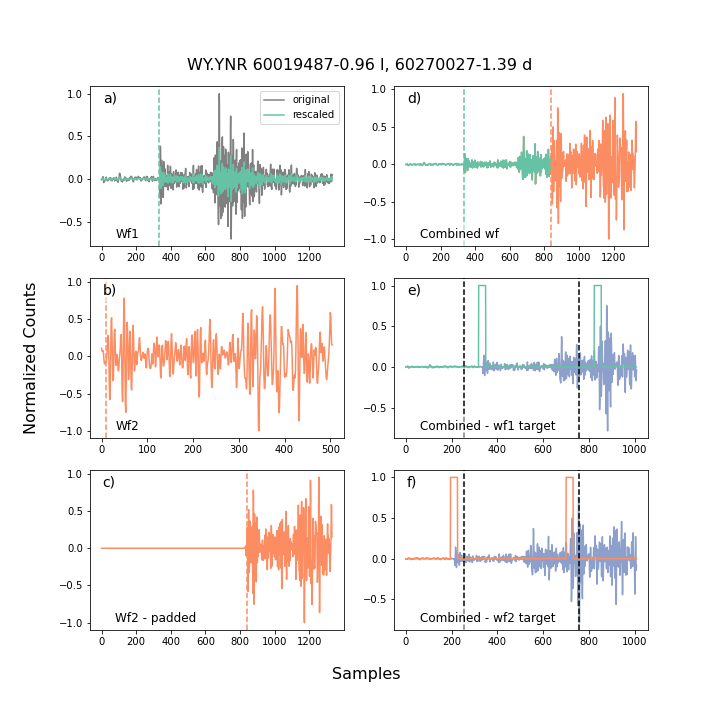 WY.YNR 60019487-0.96 l, 60270027-1.39 d
a)
original
rescaled
Wf1
1.0
0.5
0.0
−0.5
0 200 400 600 800 1000 1200
d)
Combined wf
1.0
0.5
0.0
−0.5
−1.0
0 200 400 600 800 1000 1200
b)
Wf2
1.0
0.5
0.0
−0.5
−1.0
0 100 200 300 400 500
e)
Combined - wf1 target
1.0
0.5
0.0
−0.5
0 200 400 600 800 1000
c)
Wf2 - padded
1.0
0.5
0.0
−0.5
−1.0
0 200 400 600 800 1000 1200
f)
Combined - wf2 target
1.0
0.5
0.0
−0.5
0 200 400 600 800 1000
Normalized Counts
Samples